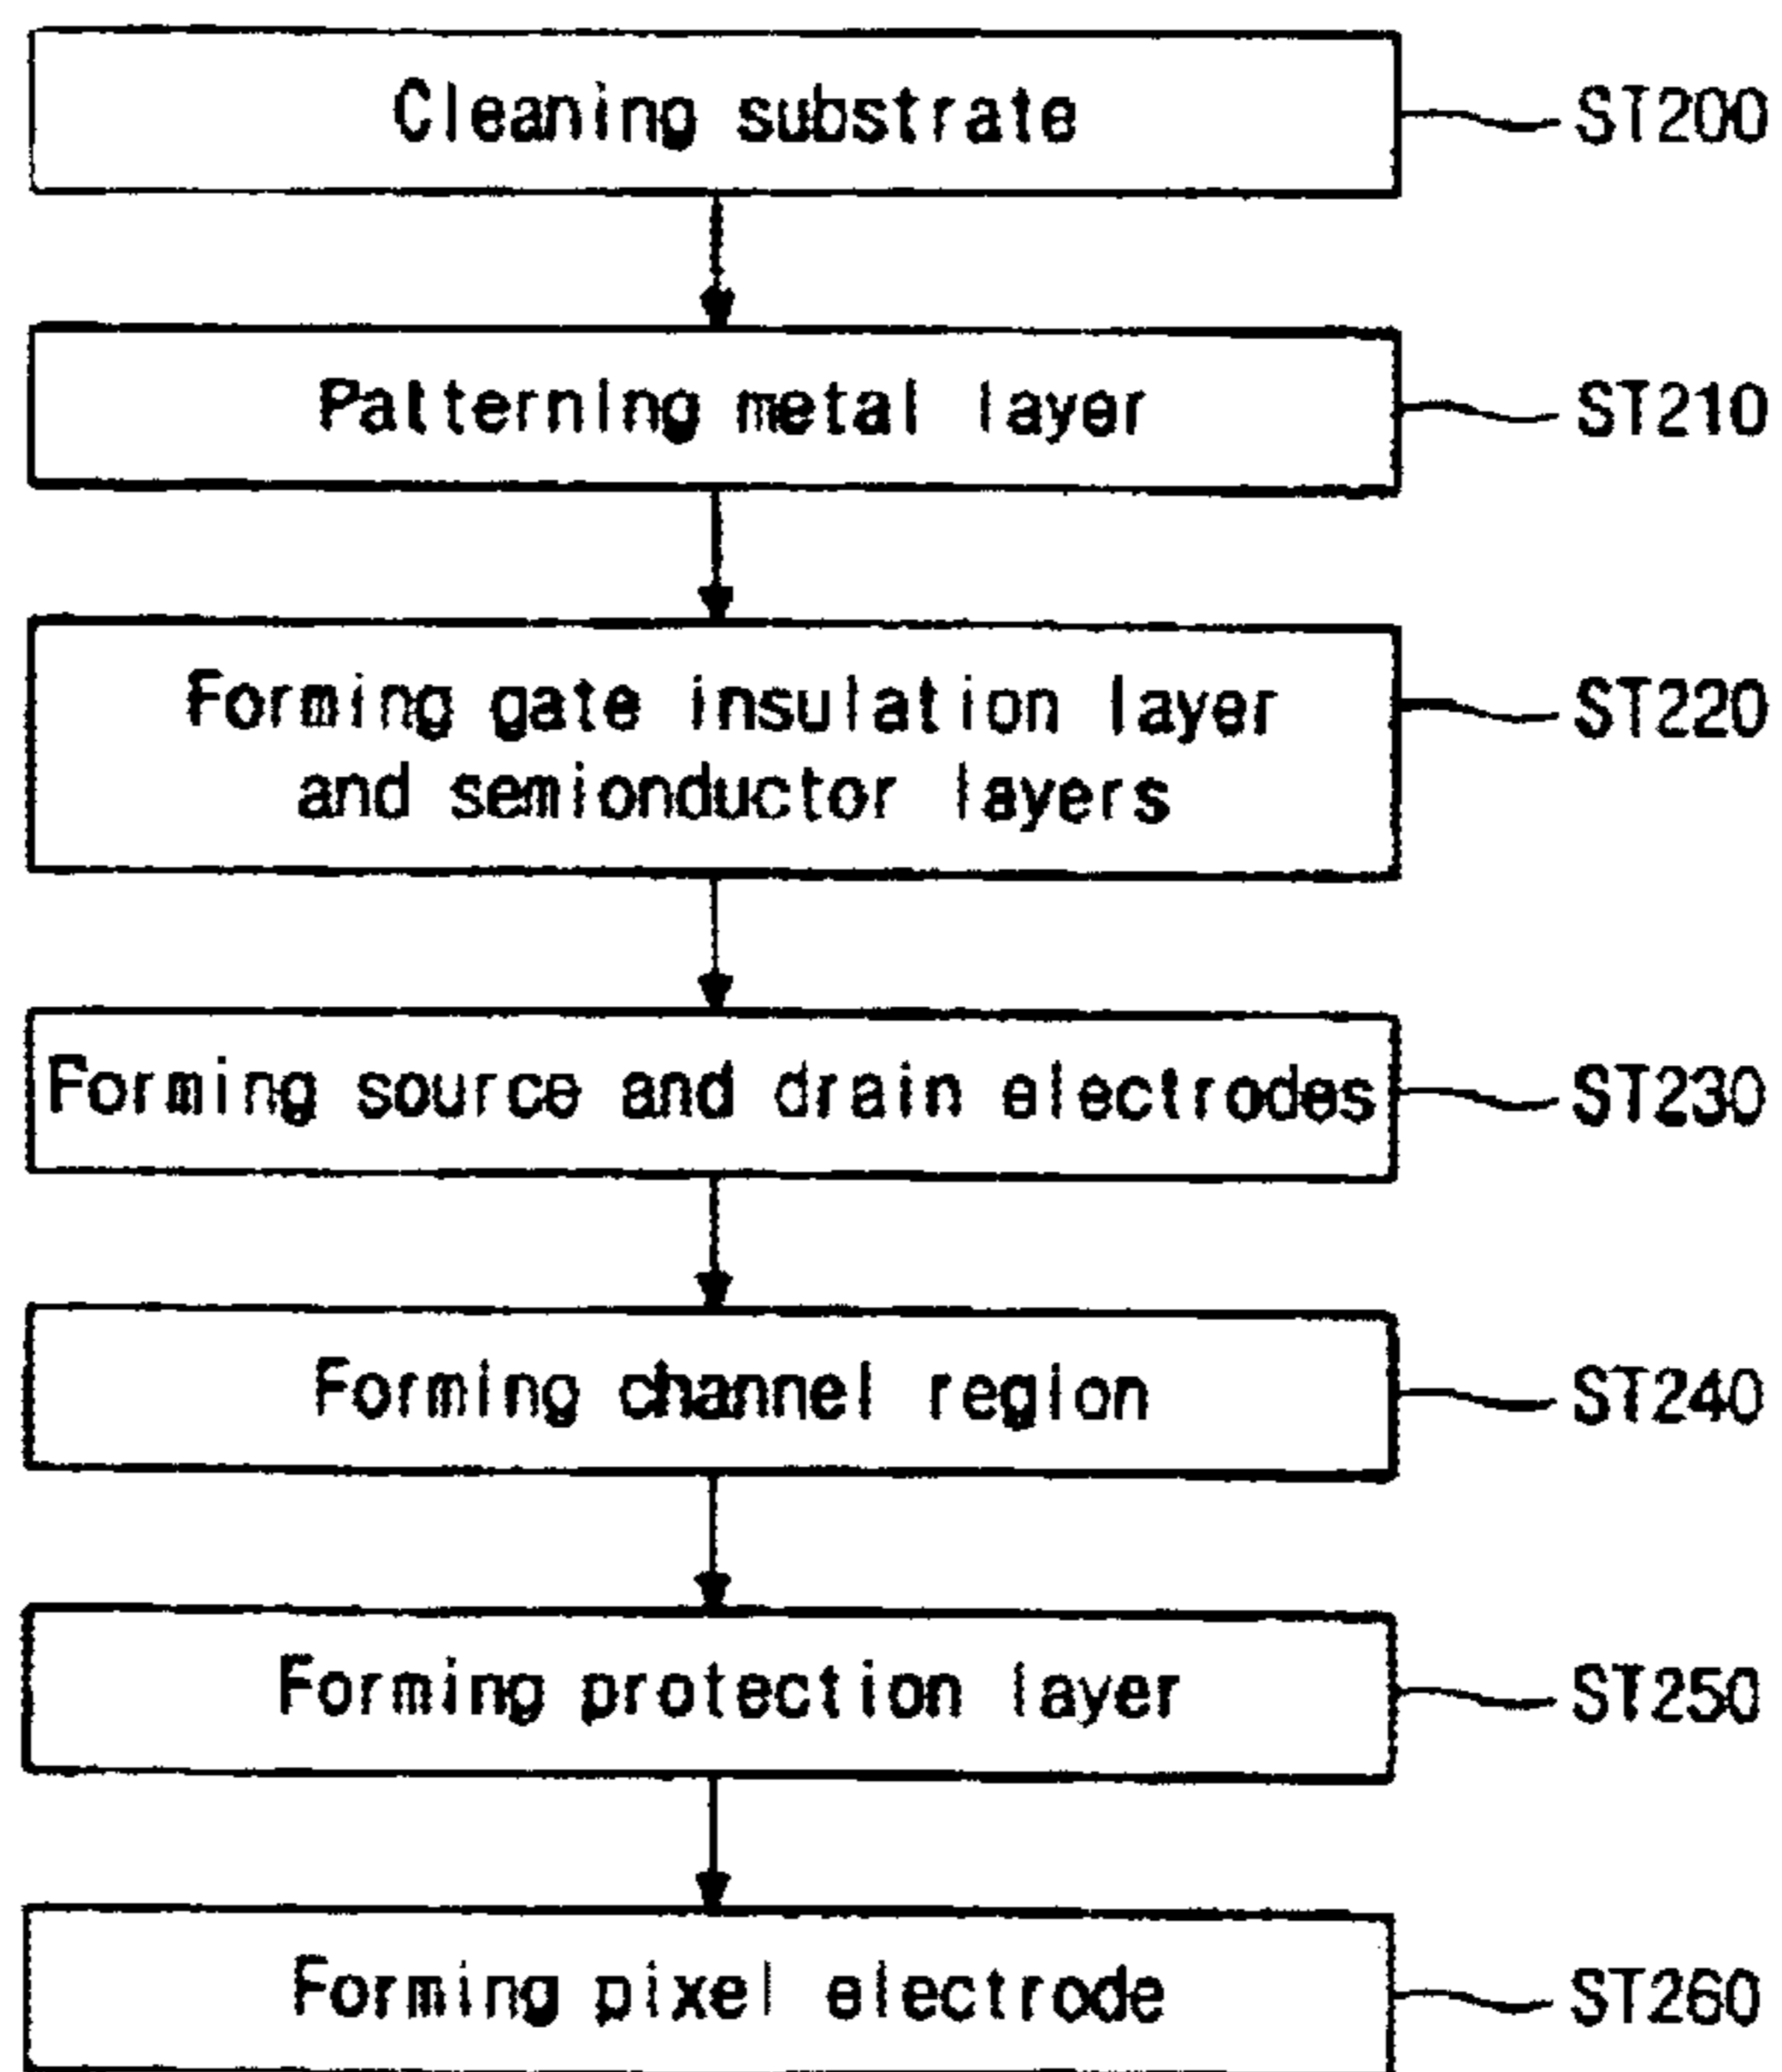 Cleaning substrate
ST200
Patterning metal layer
ST210
Forming gate insulation layer
and semionductor layers
ST220
Forming source and drain electrodes
ST230
Forming channel region
ST240
Forming protection layer
ST250
Forming pixel electrode
ST260